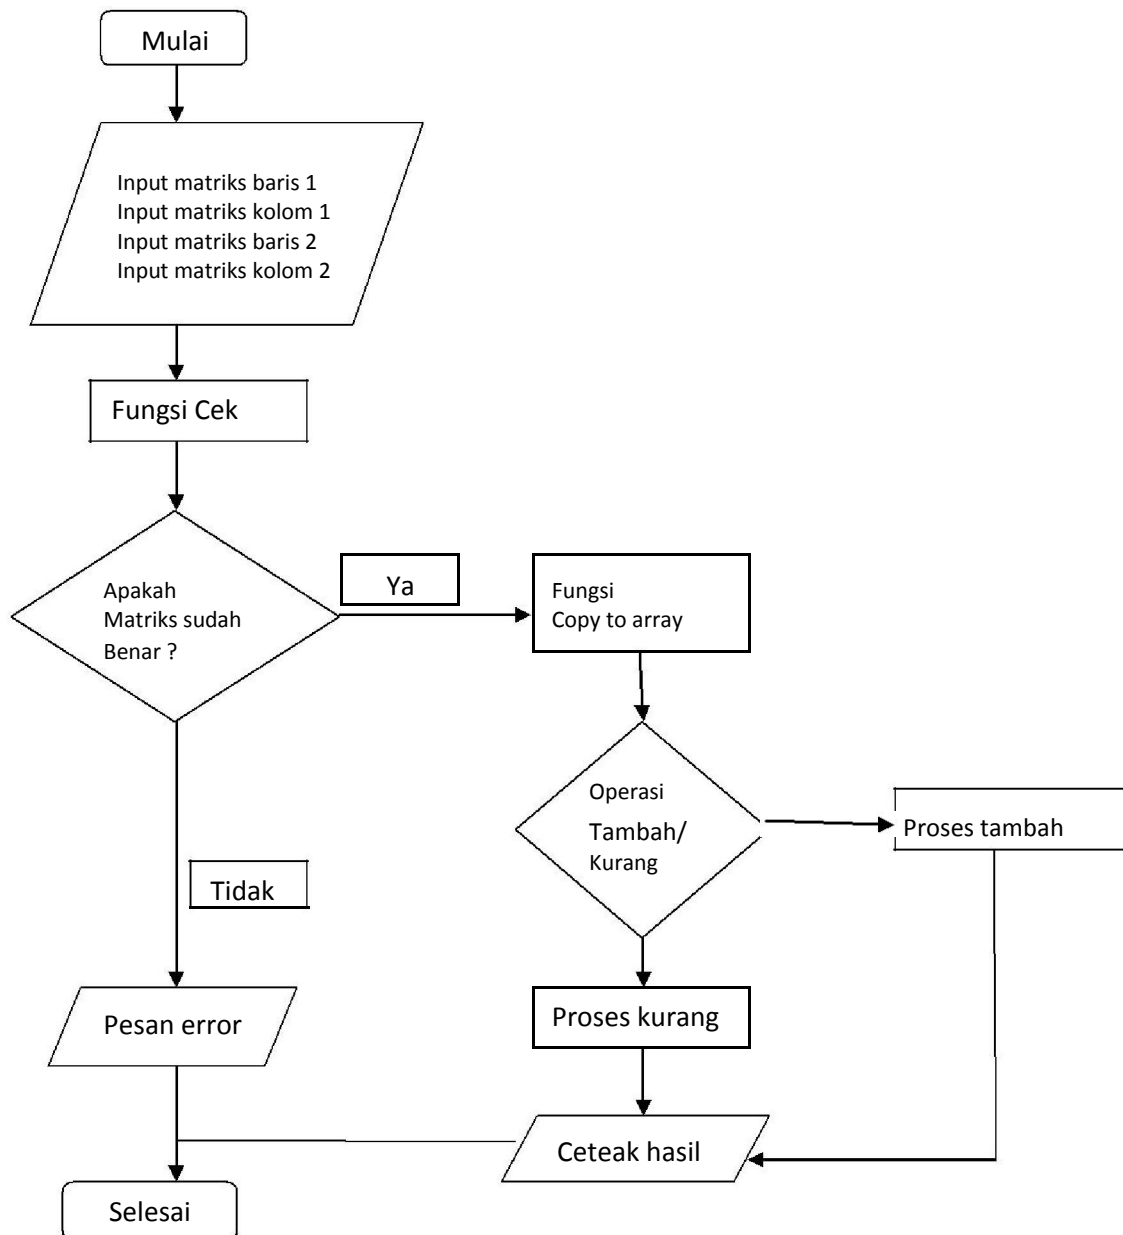 Mulai
Input matriks baris 1
Input matriks kolom 1
Input matriks baris 2
Input matriks kolom 2
Fungsi Cek
Apakah
Matriks sudah
Benar ?
Ya
Fungsi
Copy to array
Operasi
Tambah/
Kurang
Proses tambah
Tidak
Pesan error
Proses kurang
Ceteak hasil
Selesai